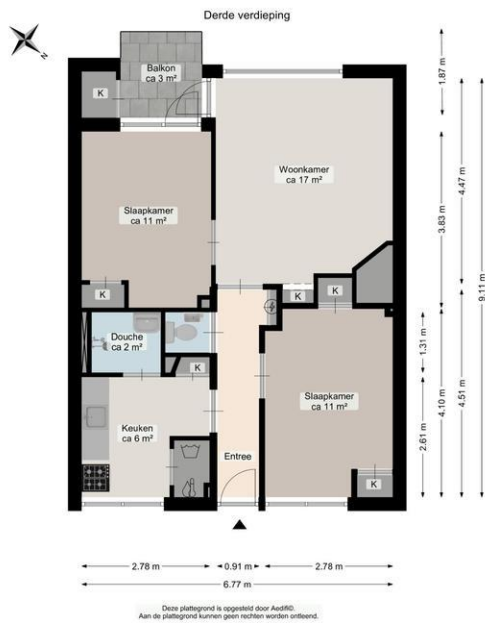 Derde verdieping
N
Balkon
ca 3 m²
K
Woonkamer
ca 17 m²
Slaapkamer
ca 11 m²
K
K
K
Douche
ca 2 m²
K
Slaapkamer
ca 11 m²
Keuken
ca 6 m²
Entree
K
1.87 m
4.47 m
3.83 m
9.11 m
1.31 m
4.10 m
4.51 m
2.61 m
2.78 m
0.91 m
2.78 m
6.77 m
Deze plattegrond is opgesteld door Aedifi©.
Aan de plattegrond kunnen geen rechten worden ontleend.